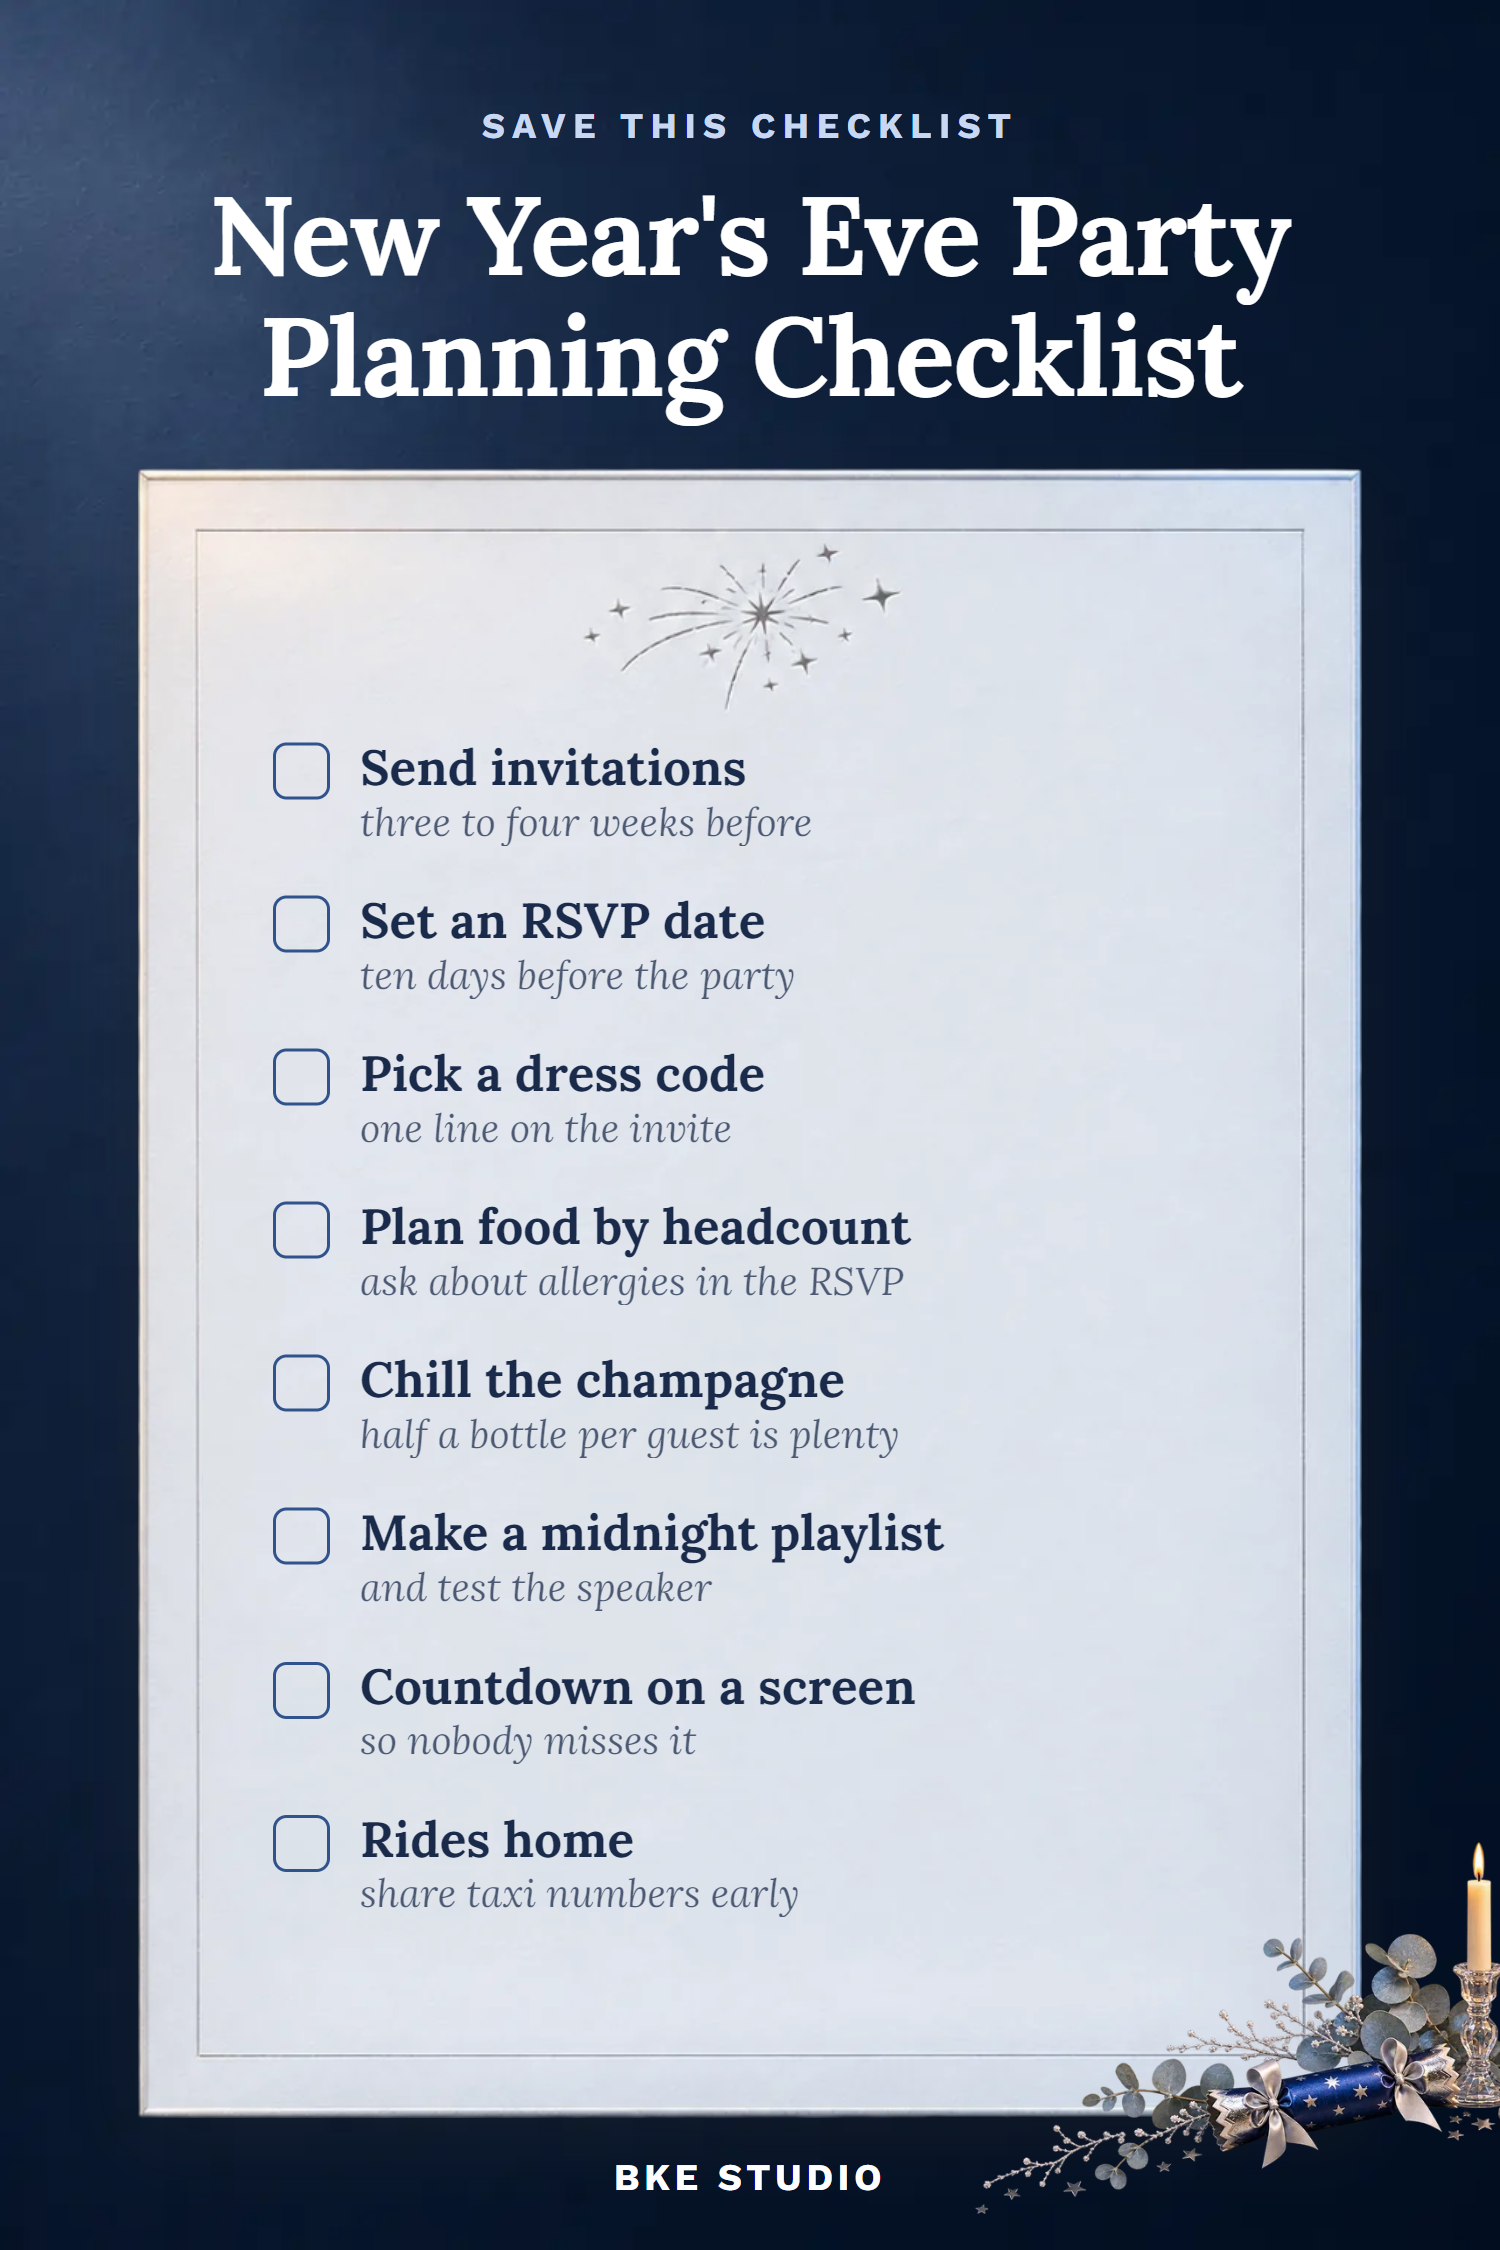 SAVE THIS CHECKLIST
New Year's Eve Party
Planning Checklist
Send invitations
three to four weeks before
Set an RSVP date
ten days before the party
Pick a dress code
one line on the invite
Plan food by headcount
ask about allergies in the RSVP
Chill the champagne
half a bottle per guest is plenty
Make a midnight playlist
and test the speaker
Countdown on a screen
so nobody misses it
Rides home
share taxi numbers early
BKE STUDIO